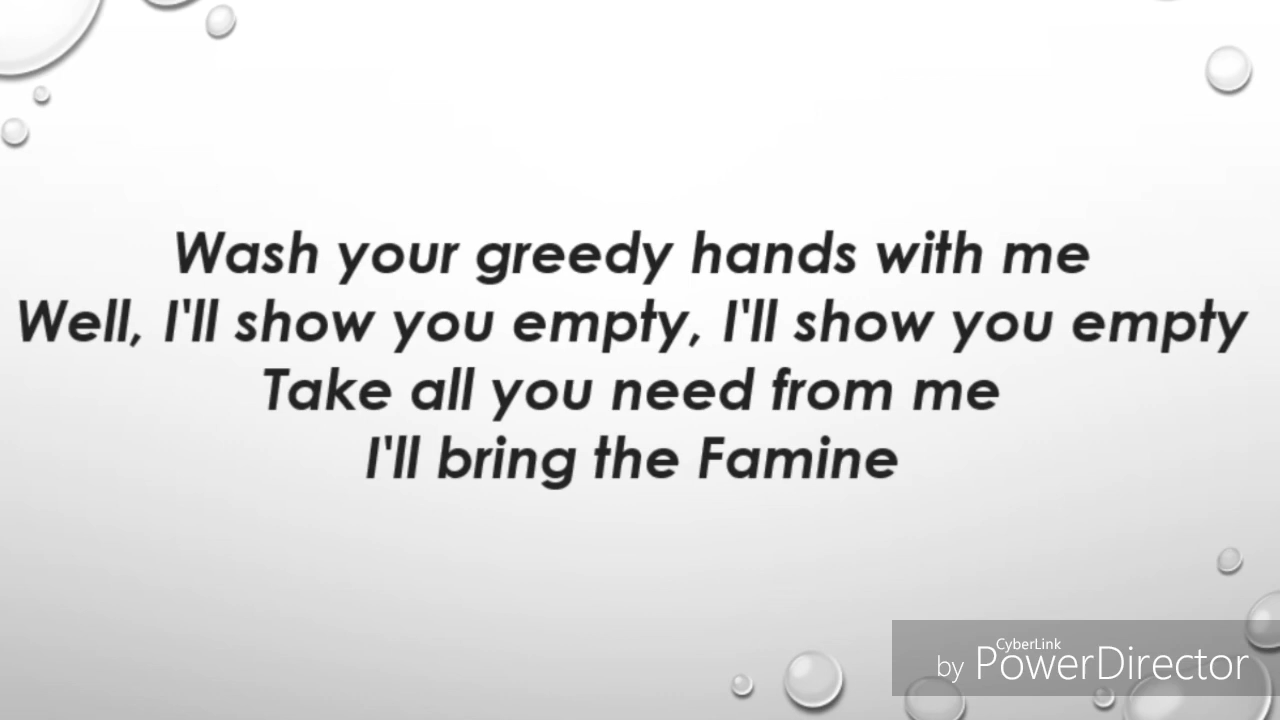 Wash your greedy hands with me
Well, I'll show you empty, I'll show you empty
Take all you need from me
I'll bring the Famine
CyberLink
by PowerDirector